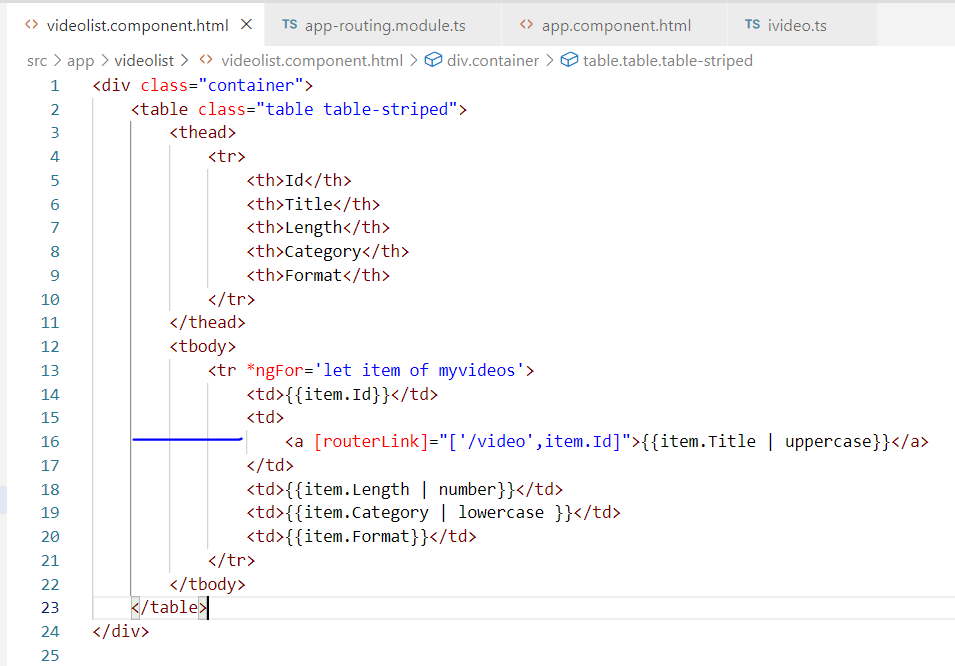 videolist.component.html TS app-routing.module.ts app.component.html TS ivideo.ts
src > app > videolist > videolist.component.html > div.container > table.table.table-striped
1 <div class="container">
2 <table class="table table-striped">
3 <thead>
4 <tr>
5 <th>Id</th>
6 <th>Title</th>
7 <th>Length</th>
8 <th>Category</th>
9 <th>Format</th>
10 </tr>
11 </thead>
12 <tbody>
13 <tr *ngFor='let item of myvideos'>
14 <td>{{item.Id}}</td>
15 <td>
16 <a [routerLink]="['/video',item.Id]">{{item.Title | uppercase}}</a>
17 </td>
18 <td>{{item.Length | number}}</td>
19 <td>{{item.Category | lowercase }}</td>
20 <td>{{item.Format}}</td>
21 </tr>
22 </tbody>
23 </table>
24 </div>
25